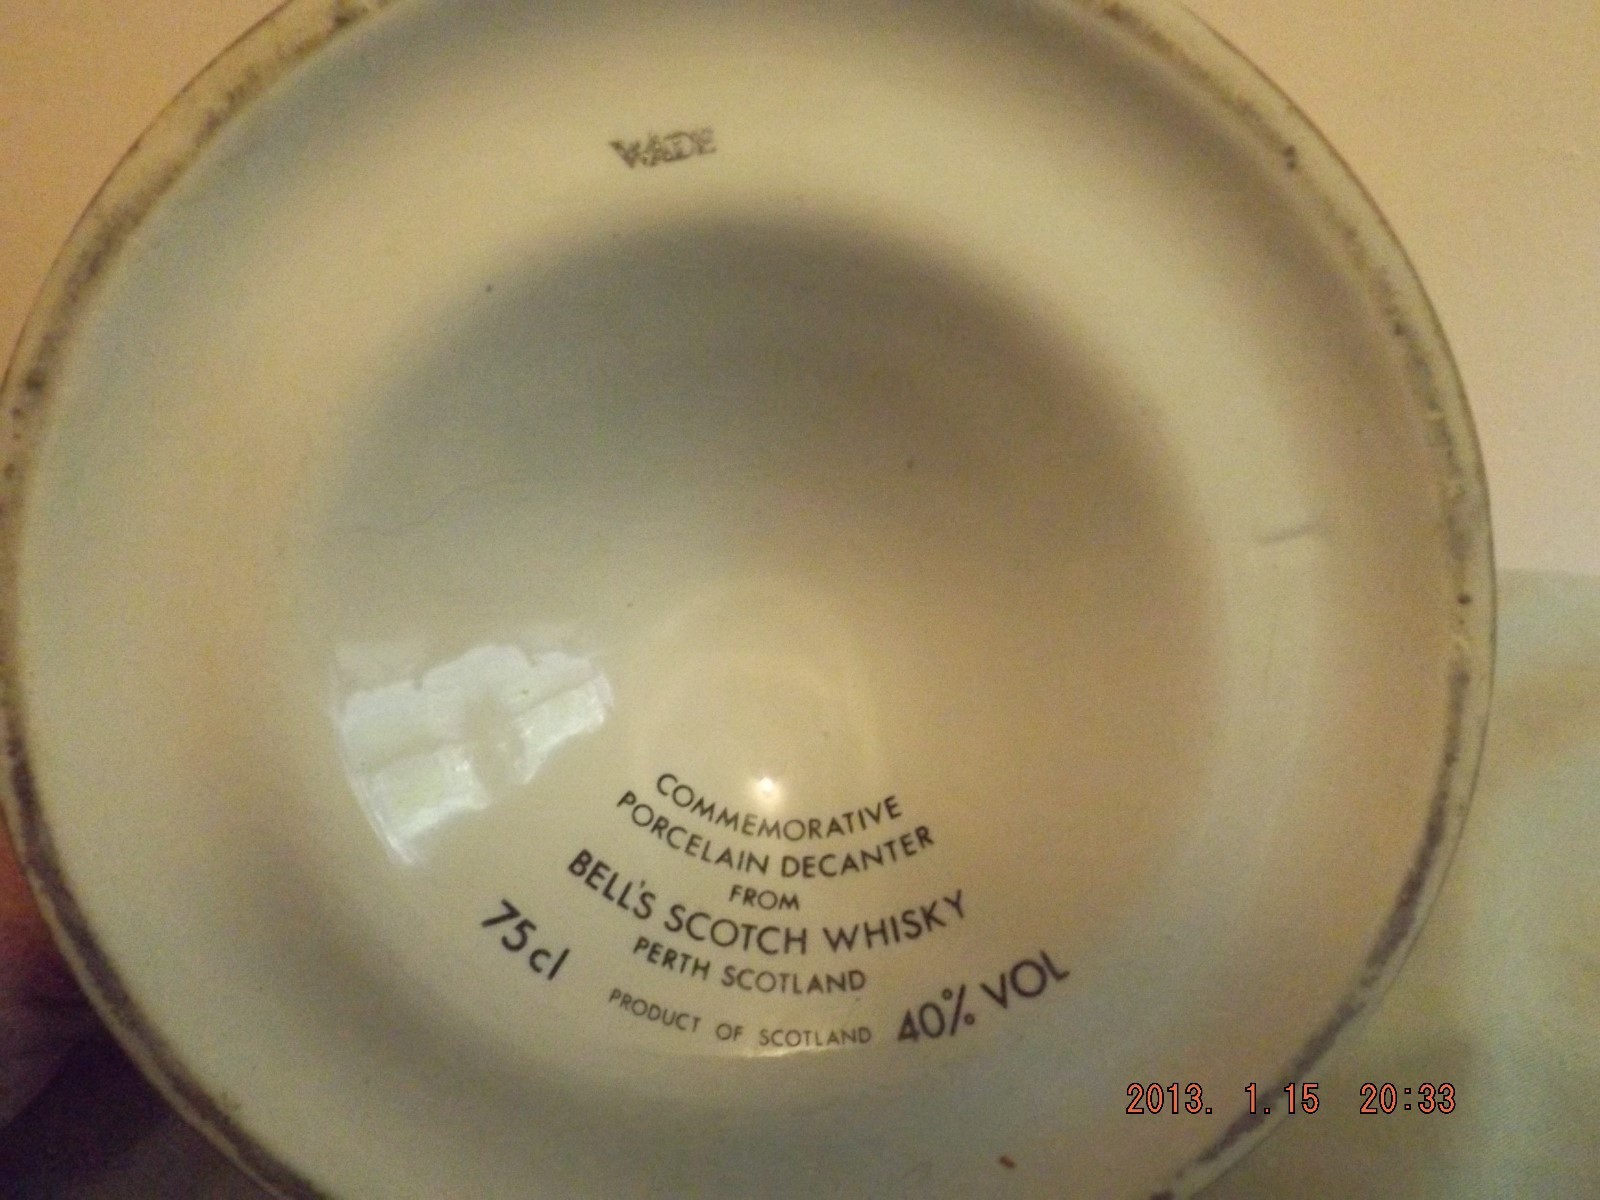 WADE
COMMEMORATIVE
PORCELAIN DECANTER
FROM
BELL'S SCOTCH WHISKY
PERTH SCOTLAND
75cl
PRODUCT OF SCOTLAND
40% VOL
2013. 1.15 20:33